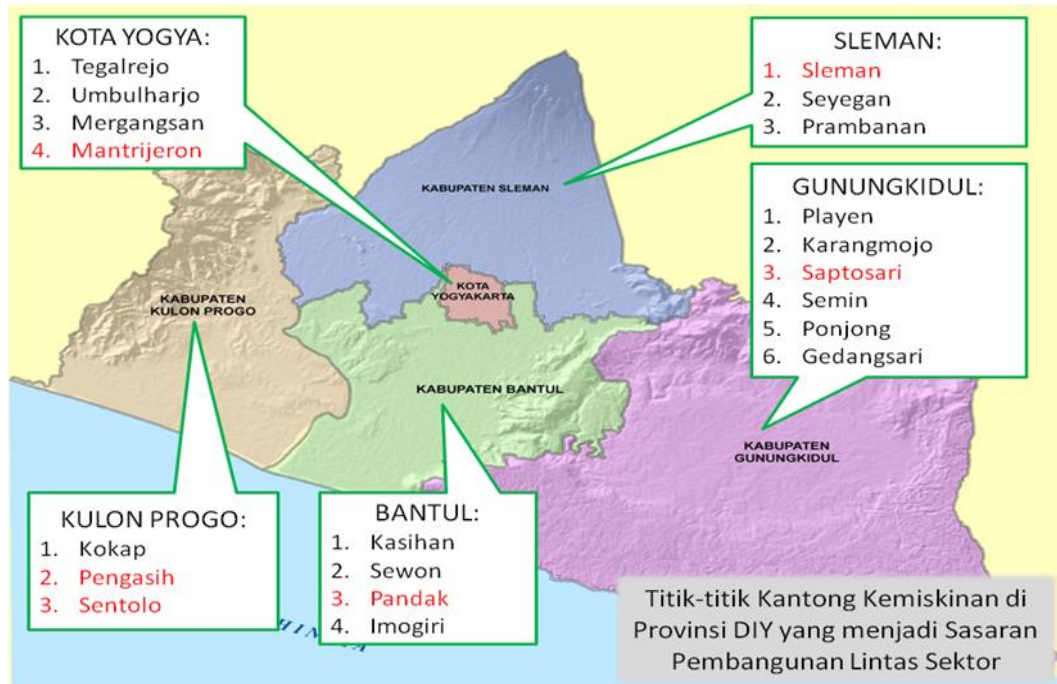 KOTA YOGYA:
1. Tegalrejo
2. Umbulharjo
3. Mergangsan
4. Mantrijeron
SLEMAN:
1. Sleman
2. Seyegan
3. Prambanan
KABUPATEN SLEMAN
GUNUNGKIDUL:
1. Playen
2. Karangmojo
3. Saptosari
4. Semin
5. Ponjong
6. Gedangsari
KOTA
YOGYAKARTA
KABUPATEN
KULON PROGO
KABUPATEN BANTUL
KABUPATEN
GUNUNGKIDUL
KULON PROGO:
1. Kokap
2. Pengasih
3. Sentolo
BANTUL:
1. Kasihan
2. Sewon
3. Pandak
4. Imogiri
Titik-titik Kantong Kemiskinan di
Provinsi DIY yang menjadi Sasaran
Pembangunan Lintas Sektor